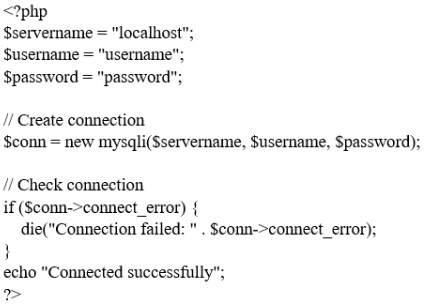 <?php
$servername = "localhost";
$username = "username";
$password = "password";

// Create connection
$conn = new mysqli($servername, $username, $password);

// Check connection
if ($conn->connect_error) {
    die("Connection failed: " . $conn->connect_error);
}
echo "Connected successfully";
?>